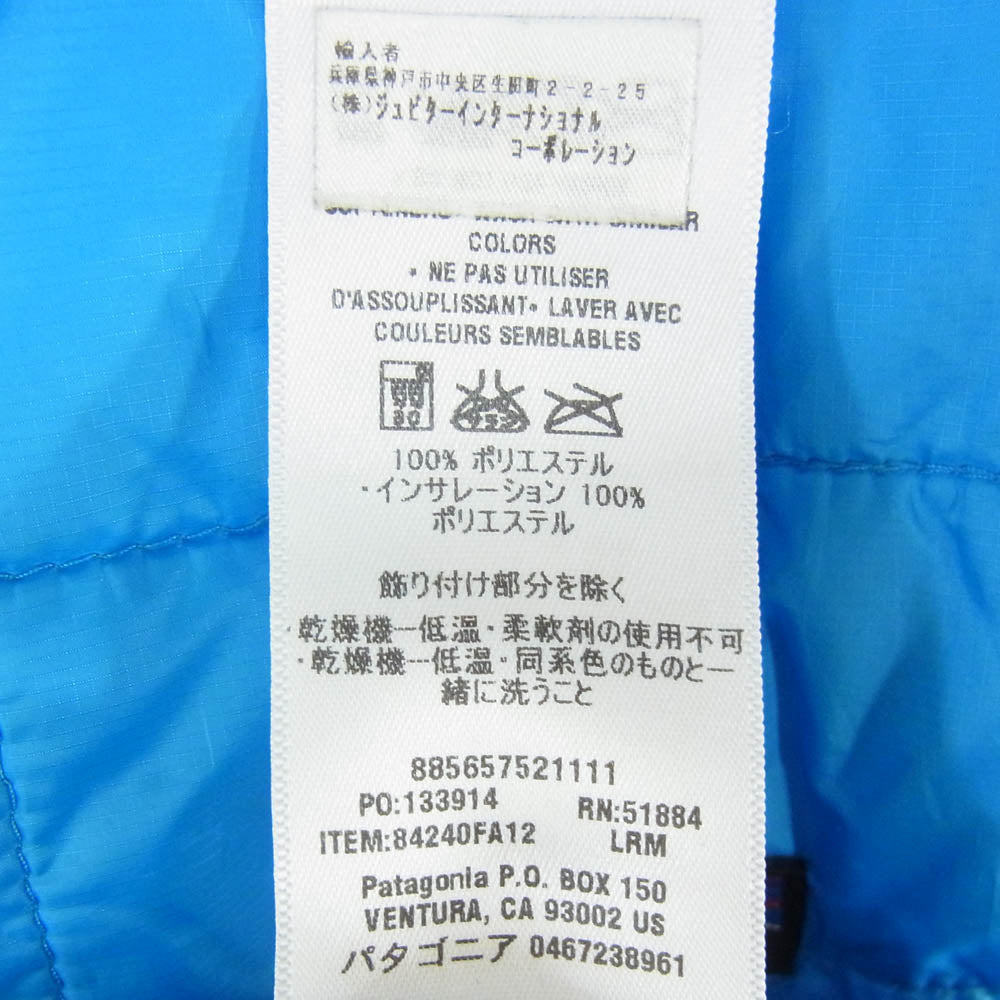 輸入者
兵庫県神戸市中央区生田町2-2-25
(株)ジュピターインターナショナル
コーポレーション
COLORS
• NE PAS UTILISER
D'ASSOUPLISSANT• LAVER AVEC
COULEURS SEMBLABLES
100% ポリエステル
・インサレーション 100%
ポリエステル
飾り付け部分を除く
・乾燥機ー低温・柔軟剤の使用不可
・乾燥機ー低温・同系色のものと一
緒に洗うこと
885657521111
PO:133914 RN:51884
ITEM:84240FA12 LRM
Patagonia P.O. BOX 150
VENTURA, CA 93002 US
パタゴニア 0467238961